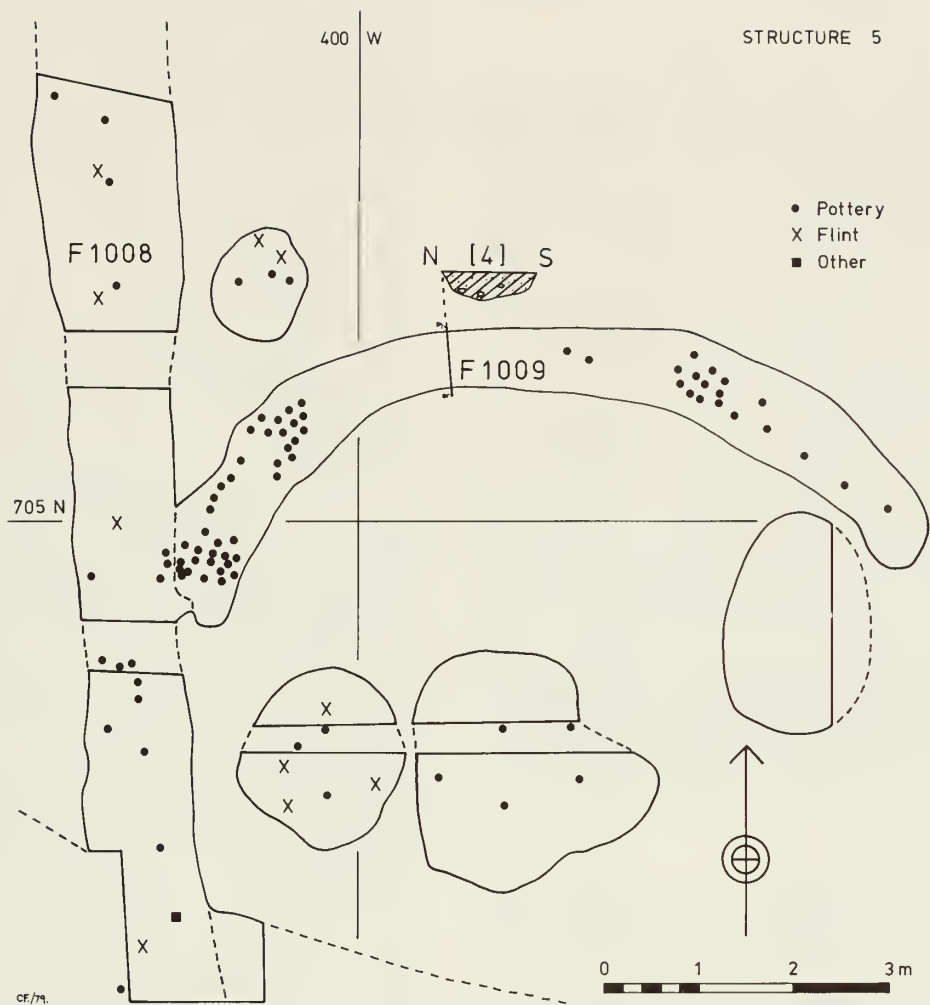 400 W
STRUCTURE 5
● Pottery
X Flint
■ Other
F1008
N [4] S
F1009
705 N
0 1 2 3 m
CF./79.